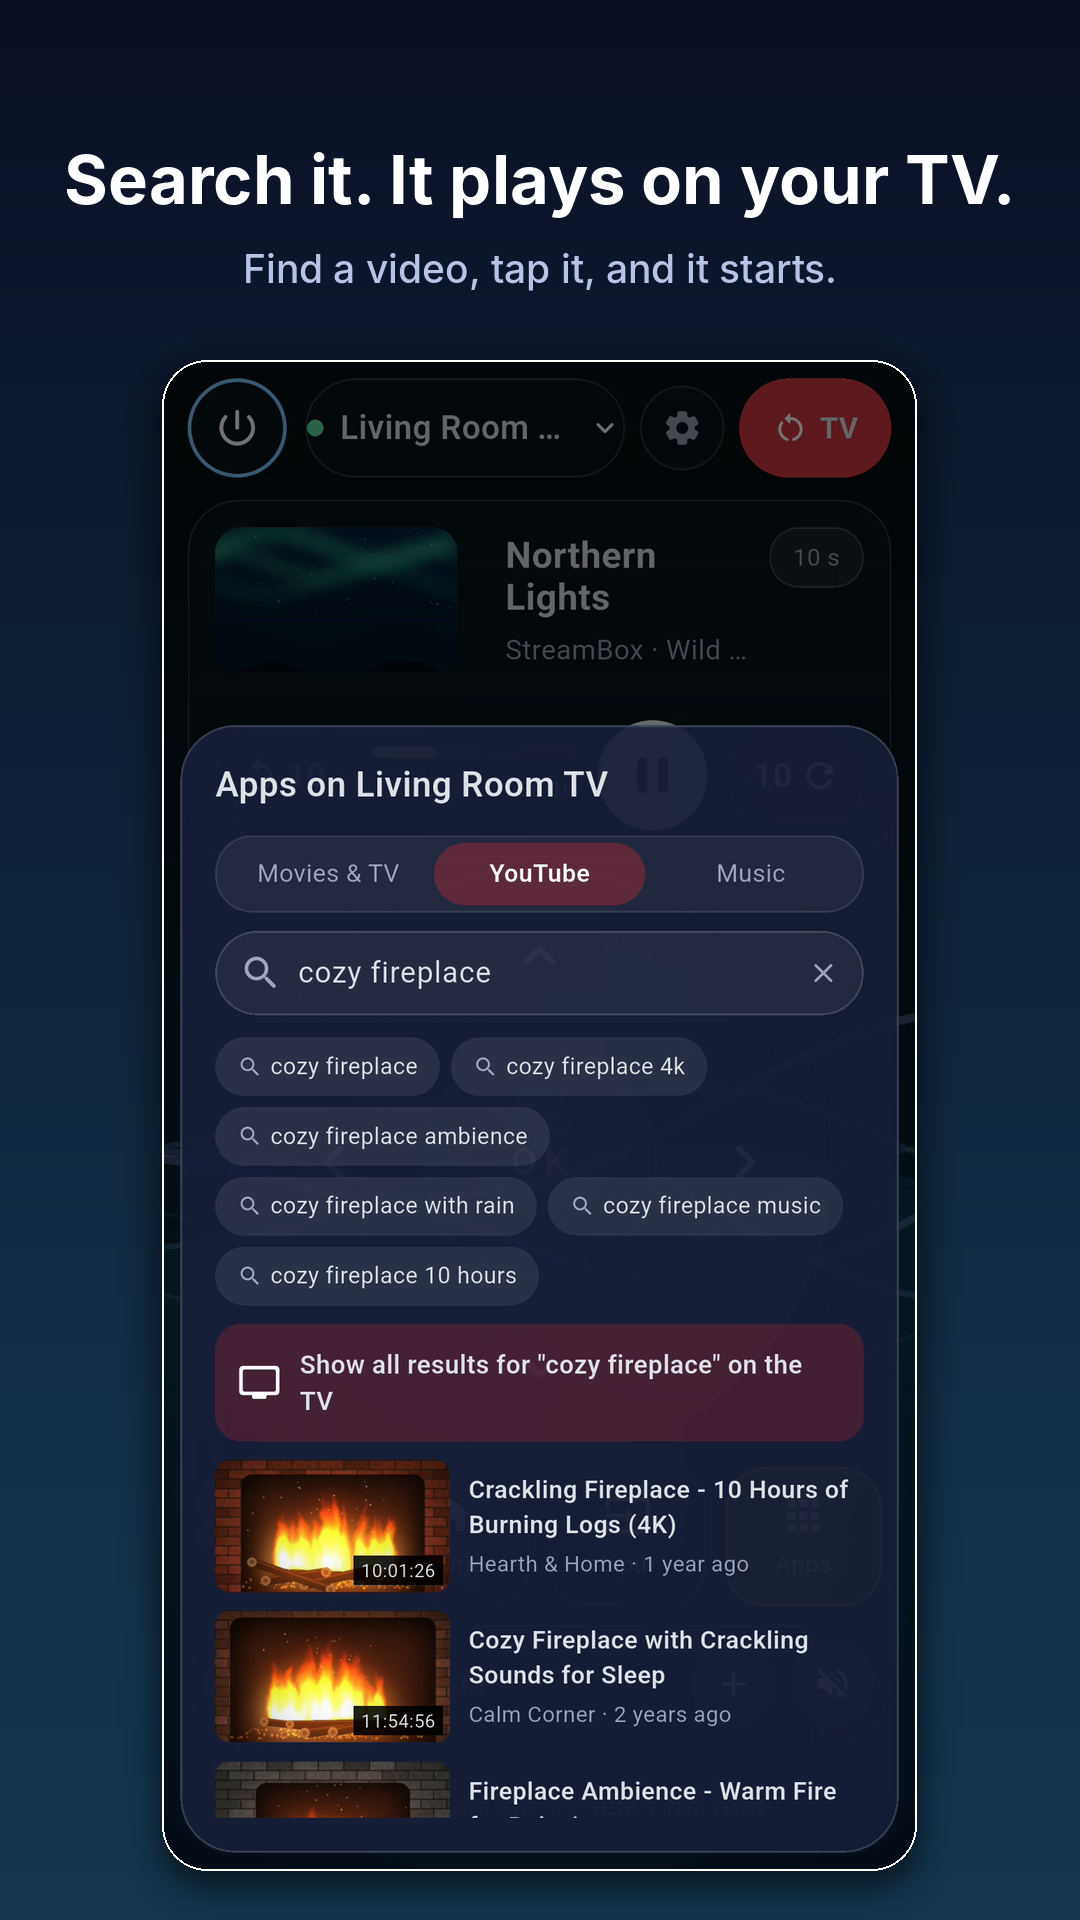 Search it. It plays on your TV.
Find a video, tap it, and it starts.
Living Room ...
TV
Northern
Lights
10 s
StreamBox · Wild ...
10
10
Apps on Living Room TV
Movies & TV
YouTube
Music
cozy fireplace
cozy fireplace
cozy fireplace 4k
cozy fireplace ambience
OK
cozy fireplace with rain
cozy fireplace music
cozy fireplace 10 hours
Show all results for "cozy fireplace" on the
TV
Crackling Fireplace - 10 Hours of
Burning Logs (4K)
Hearth & Home · 1 year ago
10:01:26
Apps
Cozy Fireplace with Crackling
Sounds for Sleep
Calm Corner · 2 years ago
11:54:56
Fireplace Ambience - Warm Fire